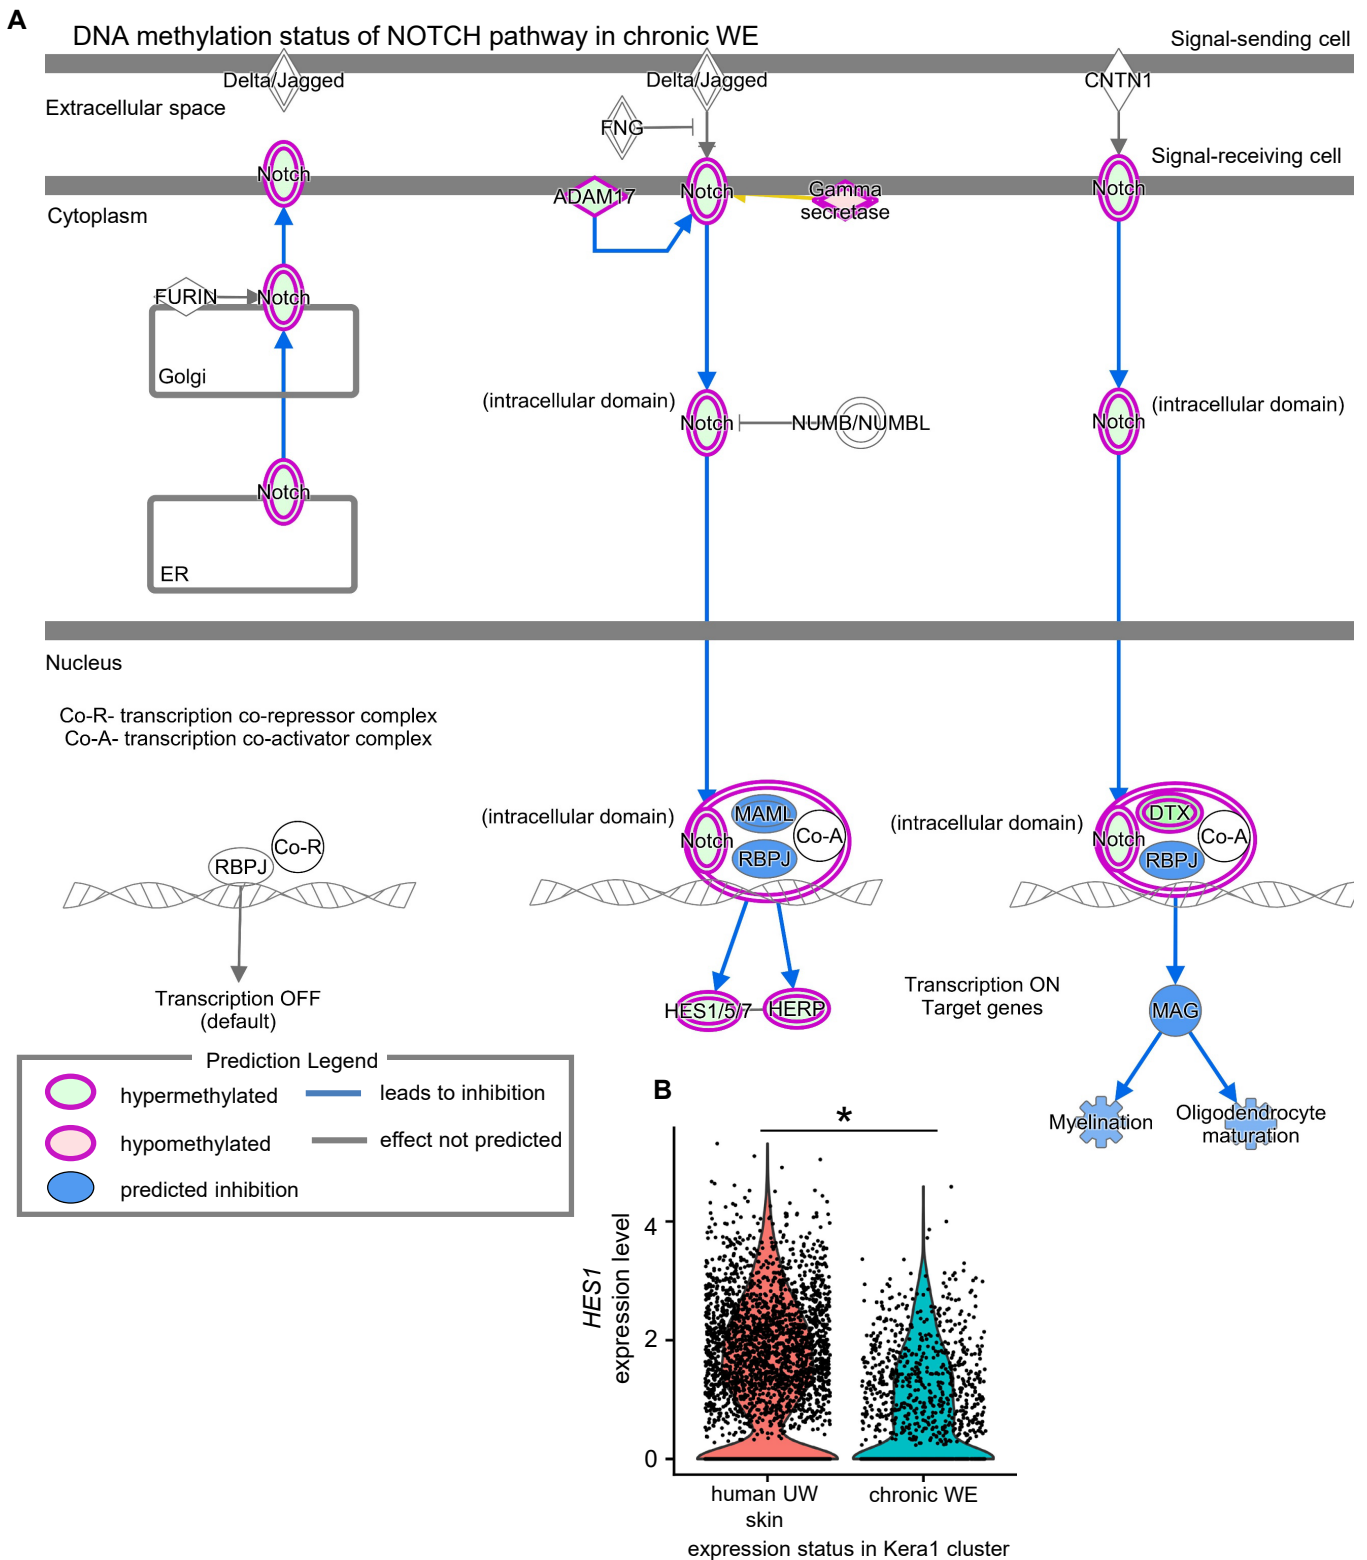 A
DNA methylation status of NOTCH pathway in chronic WE
Signal-sending cell
Delta/Jagged
Delta/Jagged
CNTN1
Extracellular space
FNG
Signal-receiving cell
Notch
Notch
Notch
ADAM17
Gamma
secretase
Cytoplasm
FURIN
Notch
Golgi
(intracellular domain)
Notch
NUMB/NUMBL
Notch
(intracellular domain)
Notch
ER
Nucleus
Co-R- transcription co-repressor complex
Co-A- transcription co-activator complex
(intracellular domain)
Notch
MAML
Co-A
RBPJ
(intracellular domain)
Notch
DTX
Co-A
RBPJ
RBPJ
Co-R
Transcription OFF
(default)
HES1/5/7
HERP
Transcription ON
Target genes
MAG
Myelination
Oligodendrocyte
maturation
Prediction Legend
hypermethylated
leads to inhibition
hypomethylated
effect not predicted
predicted inhibition
B
*
HES1
expression level
4
2
0
human UW
skin
chronic WE
expression status in Kera1 cluster